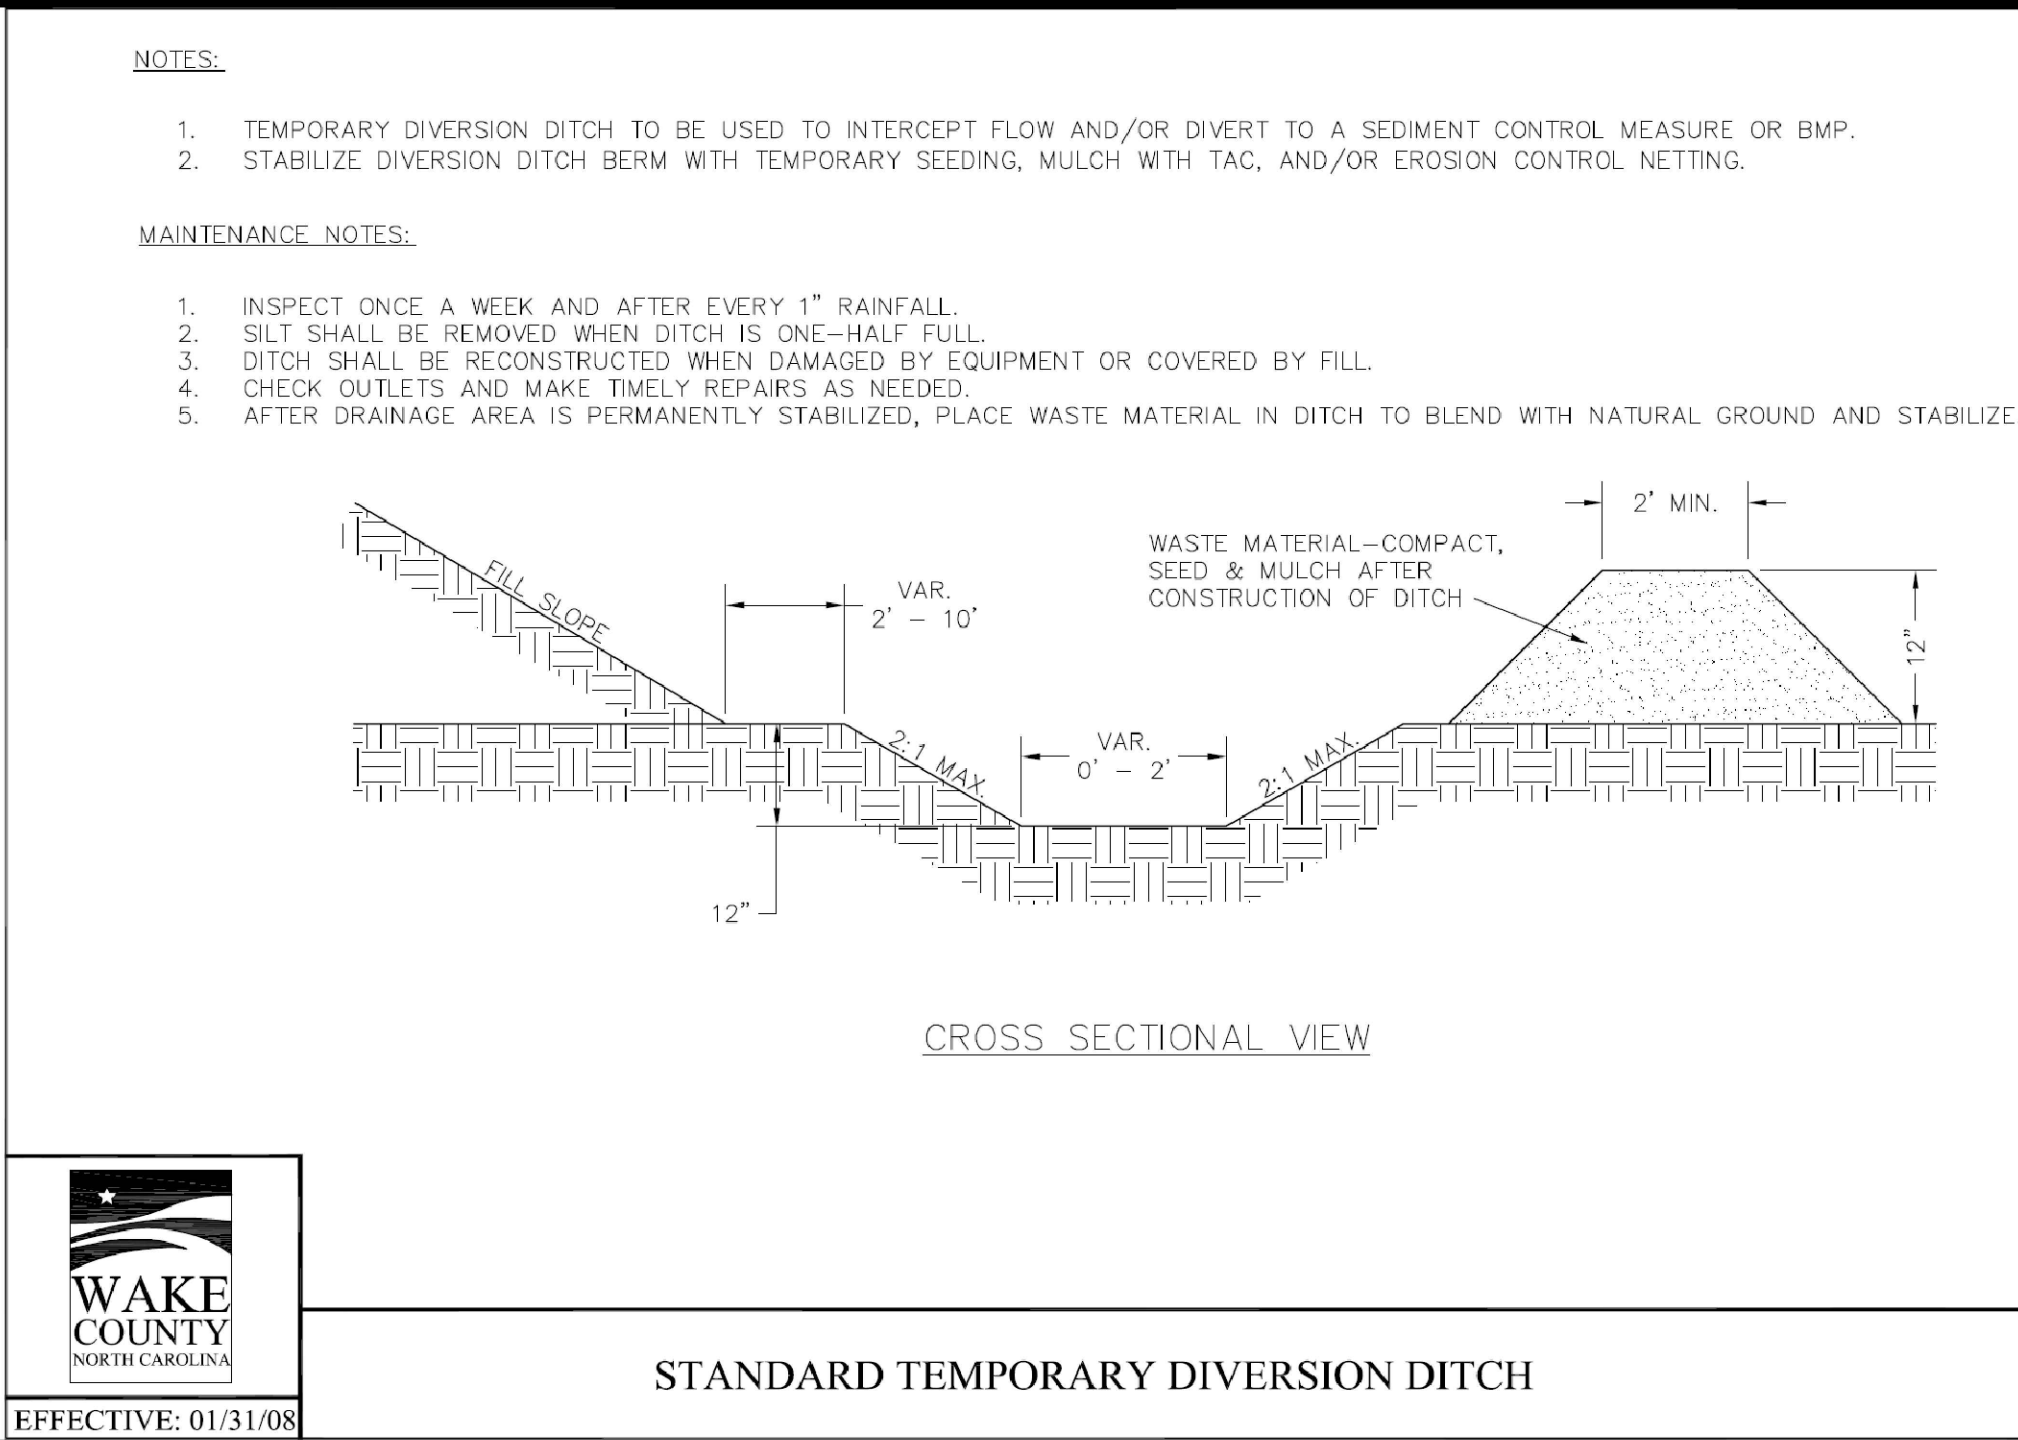 NOTES:
1. TEMPORARY DIVERSION DITCH TO BE USED TO INTERCEPT FLOW AND/OR DIVERT TO A SEDIMENT CONTROL MEASURE OR BMP.
2. STABILIZE DIVERSION DITCH BERM WITH TEMPORARY SEEDING, MULCH WITH TAC, AND/OR EROSION CONTROL NETTING.
MAINTENANCE NOTES:
1. INSPECT ONCE A WEEK AND AFTER EVERY 1" RAINFALL.
2. SILT SHALL BE REMOVED WHEN DITCH IS ONE-HALF FULL.
3. DITCH SHALL BE RECONSTRUCTED WHEN DAMAGED BY EQUIPMENT OR COVERED BY FILL.
4. CHECK OUTLETS AND MAKE TIMELY REPAIRS AS NEEDED.
5. AFTER DRAINAGE AREA IS PERMANENTLY STABILIZED, PLACE WASTE MATERIAL IN DITCH TO BLEND WITH NATURAL GROUND AND STABILIZE
2' MIN.
WASTE MATERIAL-COMPACT,
SEED & MULCH AFTER
CONSTRUCTION OF DITCH
FILL SLOPE
VAR.
2' - 10'
12"
2:1 MAX.
VAR.
0' - 2'
2:1 MAX.
12"
CROSS SECTIONAL VIEW
WAKE
COUNTY
NORTH CAROLINA
STANDARD TEMPORARY DIVERSION DITCH
EFFECTIVE: 01/31/08